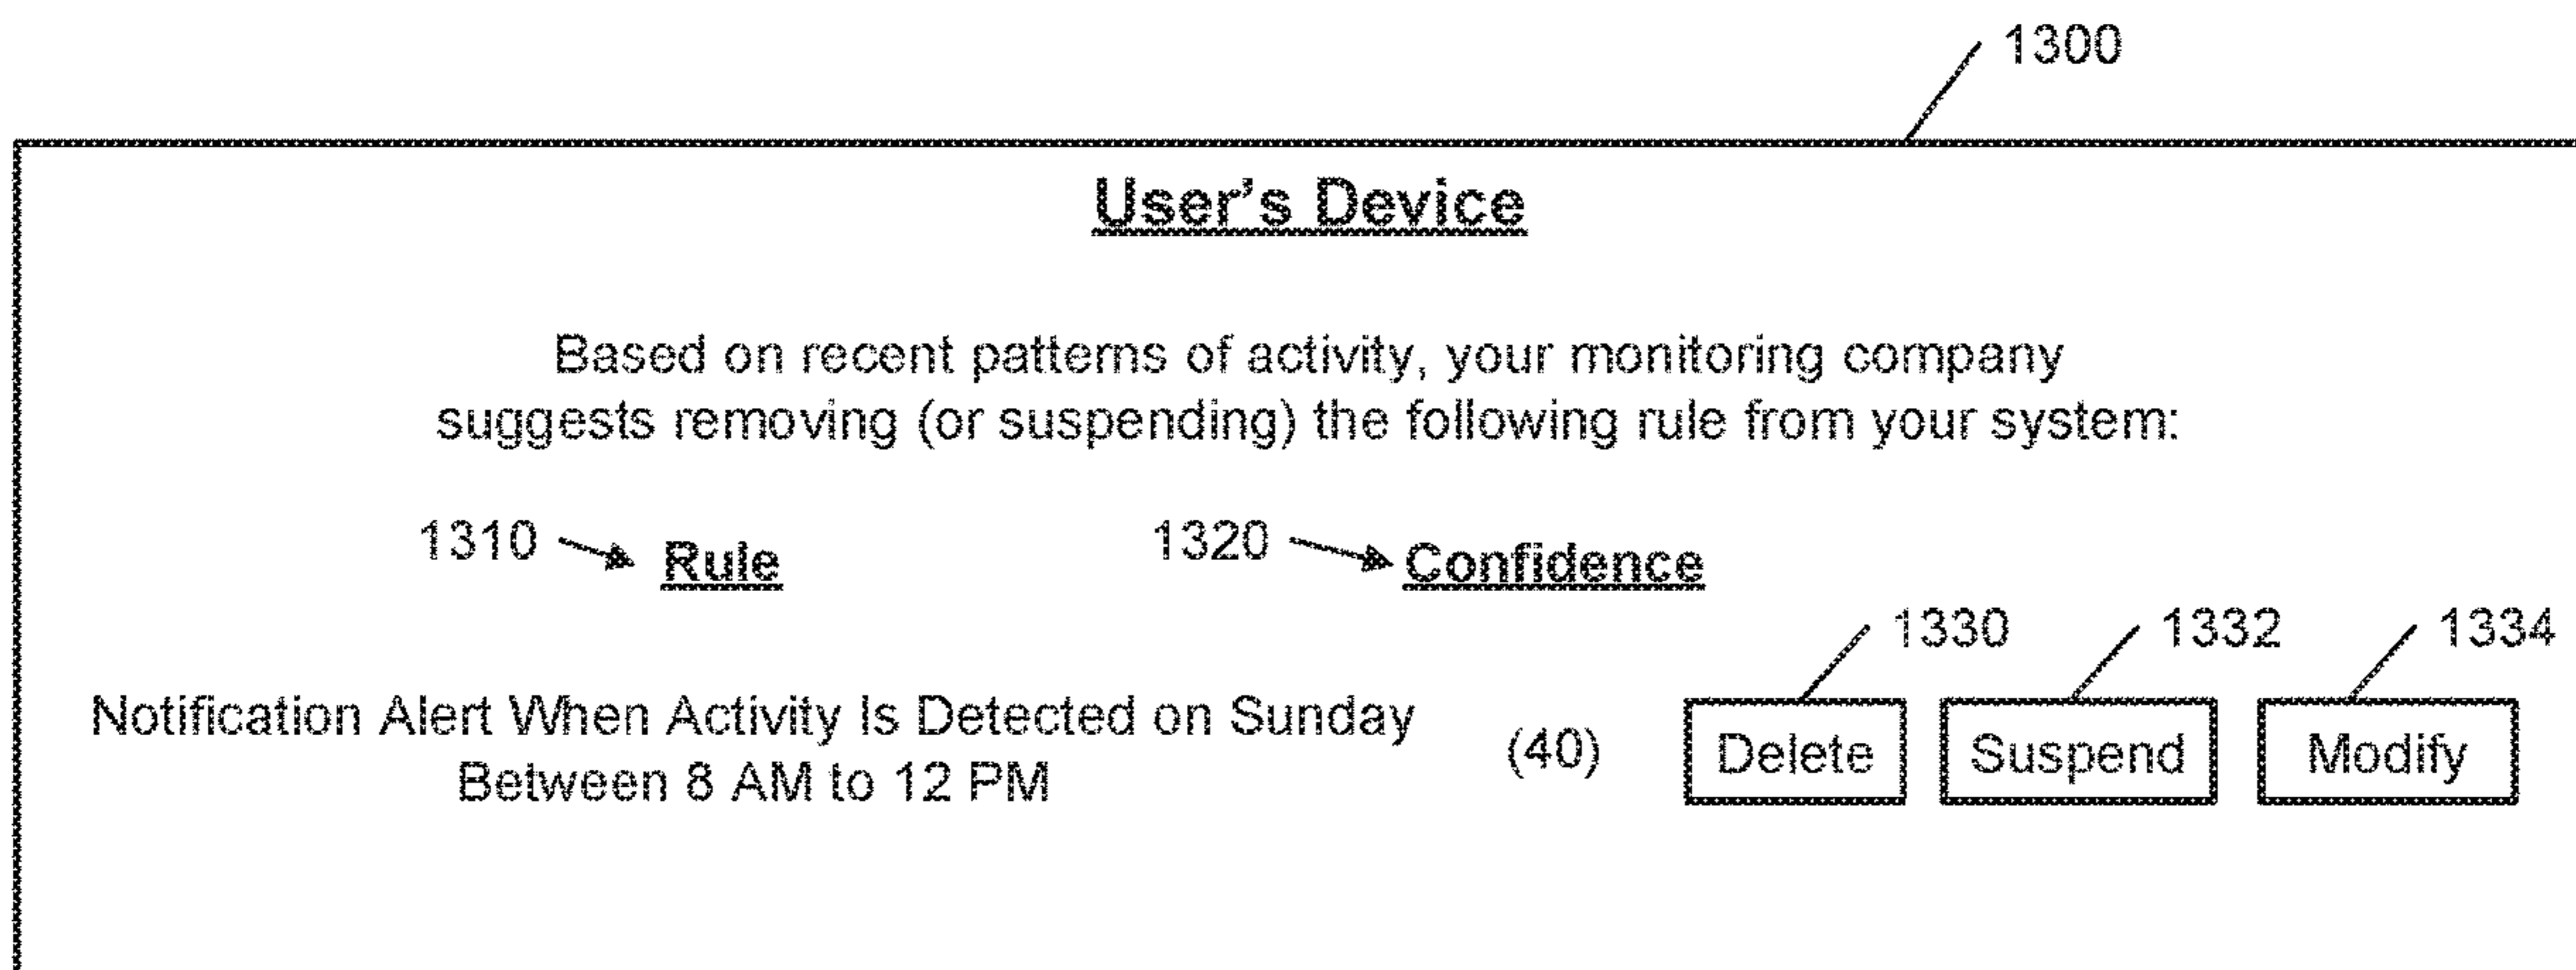 1300
User's Device
Based on recent patterns of activity, your monitoring company
suggests removing (or suspending) the following rule from your system:
1310 Rule 1320 Confidence
1330 1332 1334
Notification Alert When Activity Is Detected on Sunday
Between 8 AM to 12 PM
(40) Delete Suspend Modify